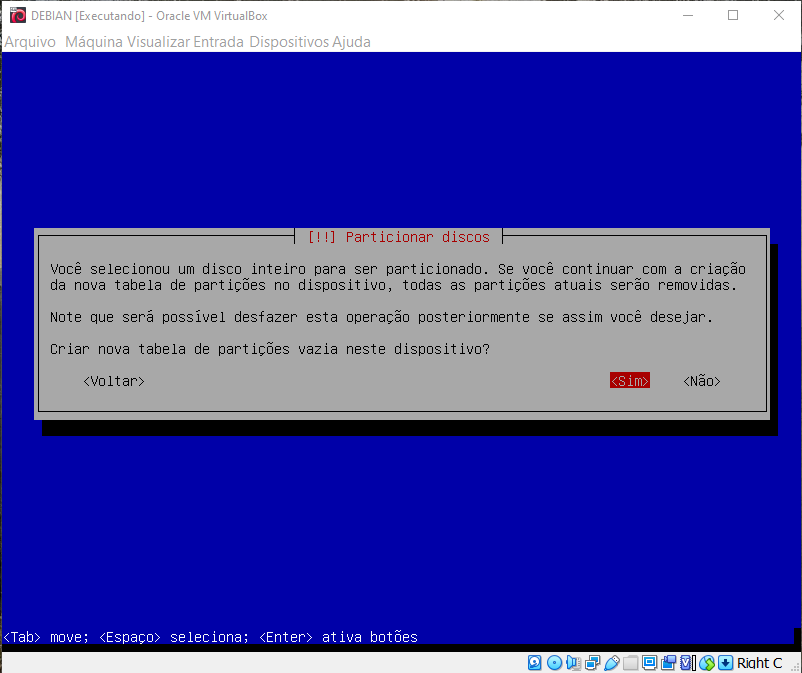 DEBIAN [Executando] - Oracle VM VirtualBox
Arquivo Máquina Visualizar Entrada Dispositivos Ajuda
[!!] Particionar discos
Você selecionou um disco inteiro para ser particionado. Se você continuar com a criação
da nova tabela de partições no dispositivo, todas as partições atuais serão removidas.
Note que será possível desfazer esta operação posteriormente se assim você desejar.
Criar nova tabela de partições vazia neste dispositivo?
<Voltar> <Sim> <Não>
<Tab> move; <Espaço> seleciona; <Enter> ativa botões
Right C